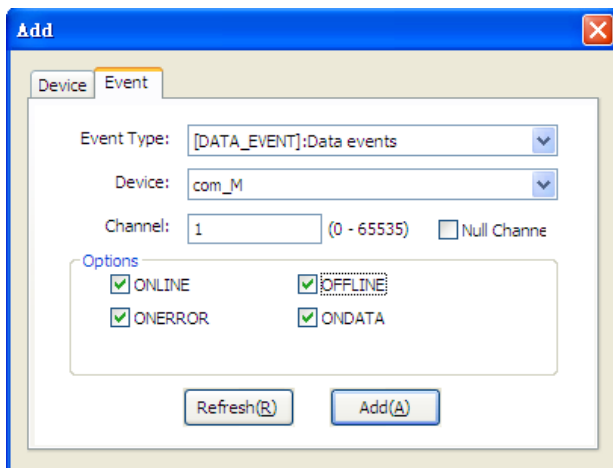 Add
Device Event
Event Type: [DATA_EVENT]:Data events
Device: com_M
Channel: 1 (0 - 65535) Null Channe
Options
ONLINE OFFLINE
ONERROR ONDATA
Refresh(R) Add(A)